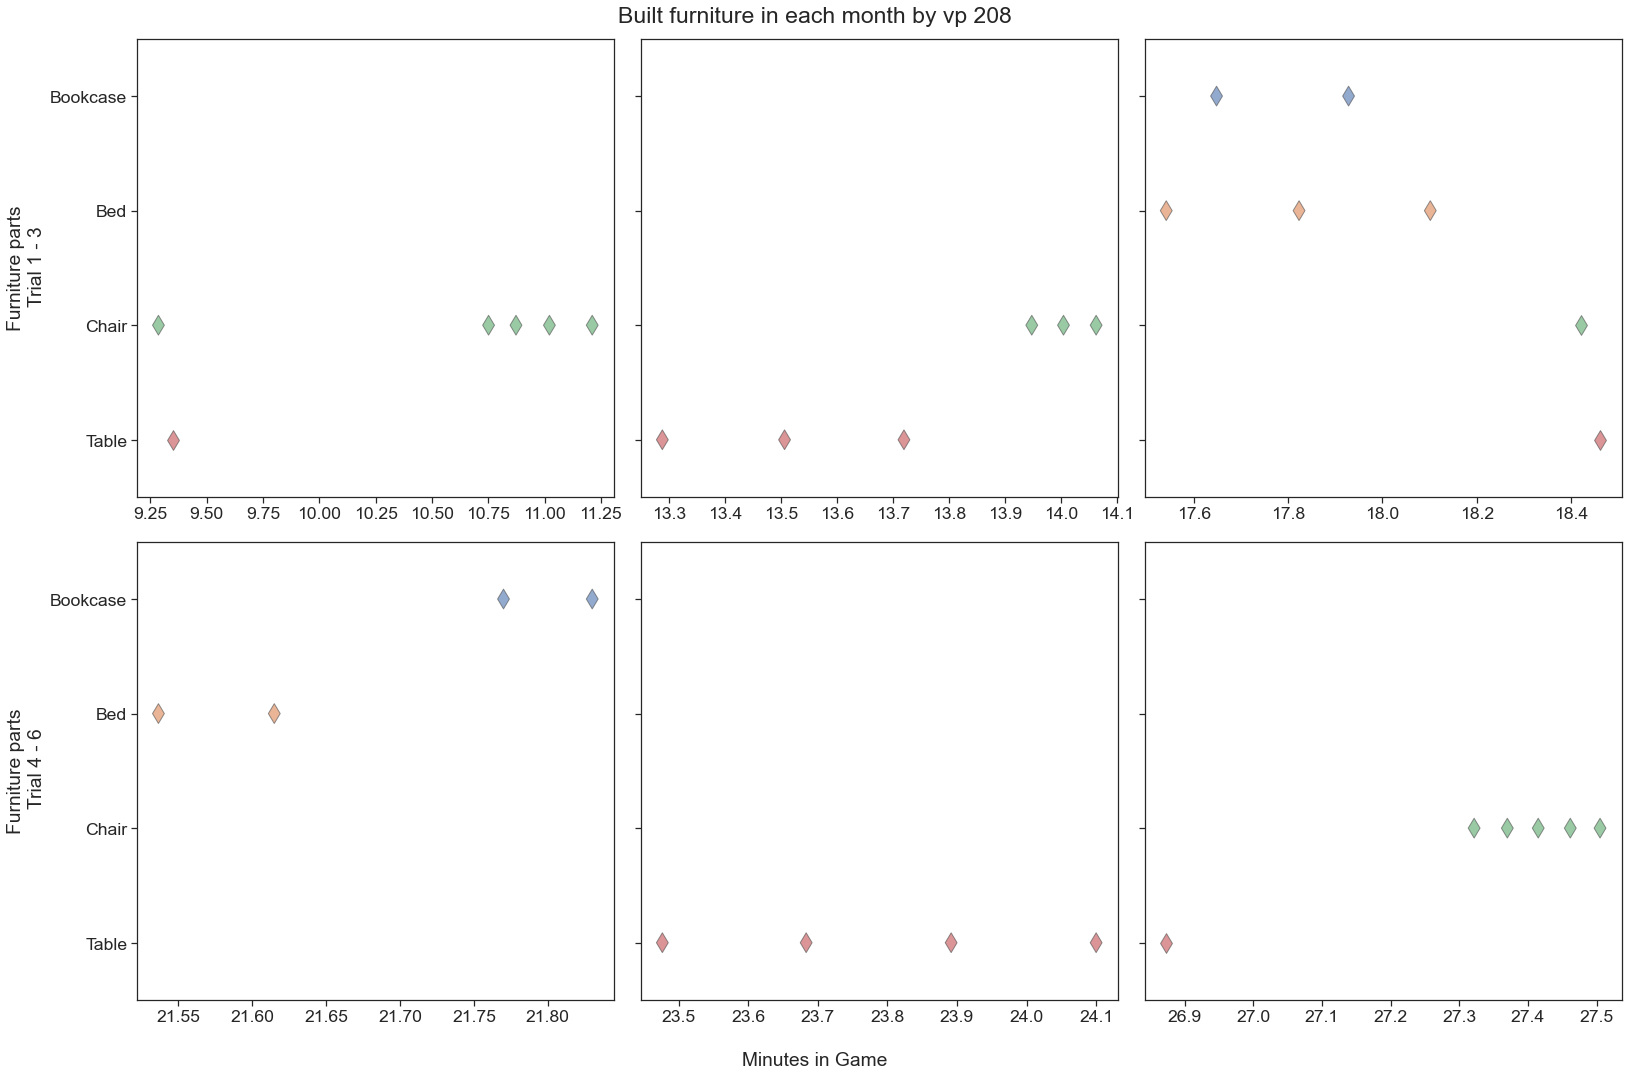 Built furniture in each month by vp 208
Furniture parts
Trial 1 - 3
Bookcase
Bed
Chair
Table
9.25 9.50 9.75 10.00 10.25 10.50 10.75 11.00 11.25
13.3 13.4 13.5 13.6 13.7 13.8 13.9 14.0 14.1
17.6 17.8 18.0 18.2 18.4
Furniture parts
Trial 4 - 6
Bookcase
Bed
Chair
Table
21.55 21.60 21.65 21.70 21.75 21.80
23.5 23.6 23.7 23.8 23.9 24.0 24.1
26.9 27.0 27.1 27.2 27.3 27.4 27.5
Minutes in Game